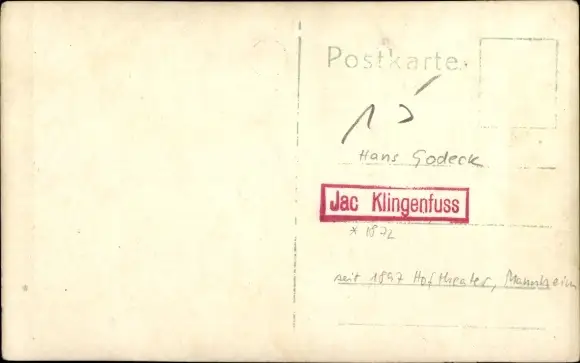 Postkarte
15
Hans Godeck
Jac Klingenfuss
* 1872
seit 1897 Hoftheater, Mannheim